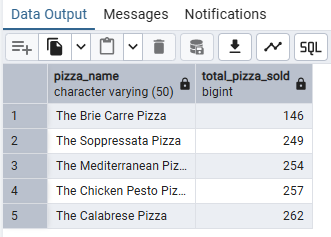 Data Output Messages Notifications
SQL
pizza_name total_pizza_sold
character varying (50) bigint
1 The Brie Carre Pizza 146
2 The Soppressata Pizza 249
3 The Mediterranean Piz... 254
4 The Chicken Pesto Piz... 257
5 The Calabrese Pizza 262